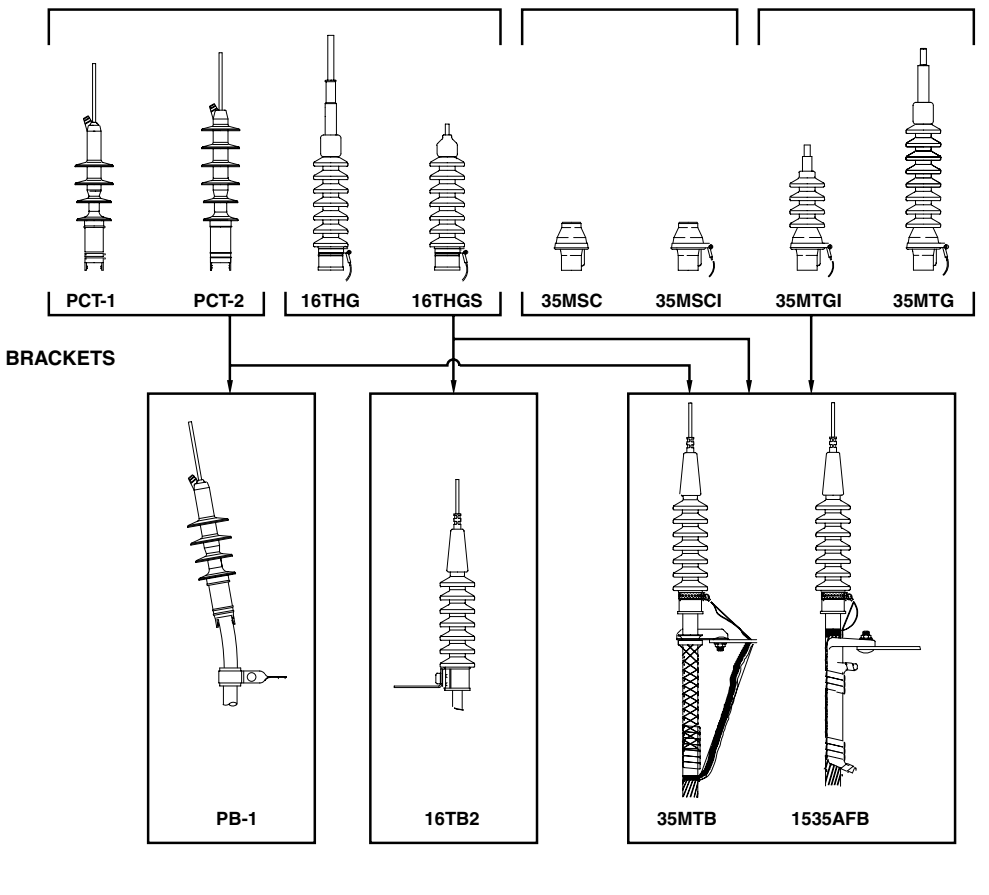 PCT-1 PCT-2 16THG 16THGS 35MSC 35MSCI 35MTGI 35MTG
BRACKETS
PB-1 16TB2 35MTB 1535AFB